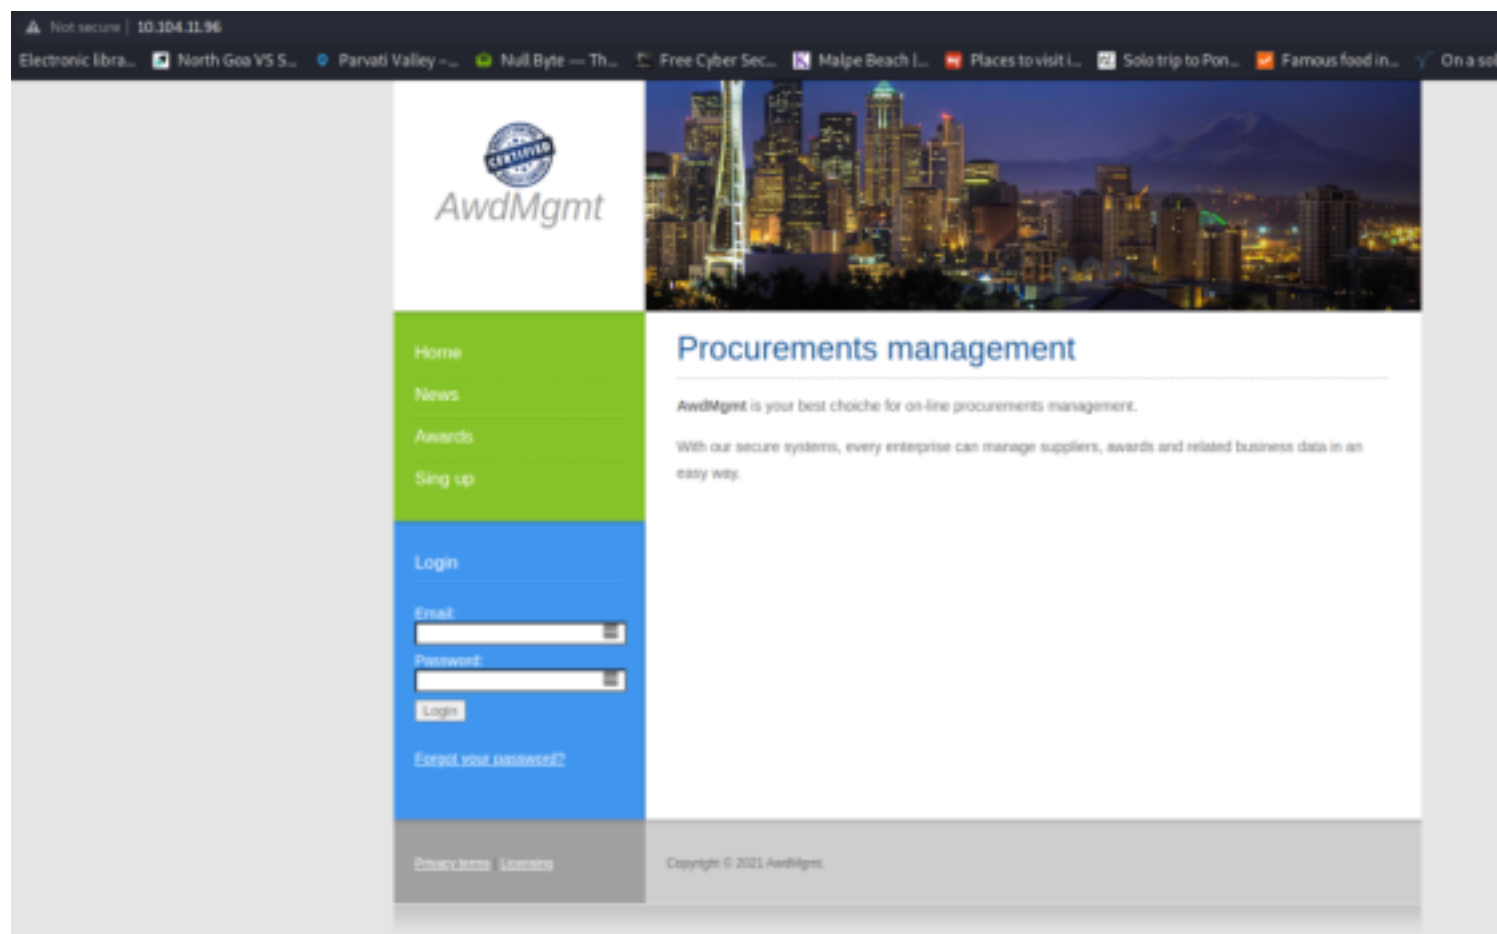 Not secure | 10.104.11.96
Electronic libra... North Goa VS S... Parvati Valley –... Null Byte — Th... Free Cyber Sec... Malpe Beach |... Places to visit i... Solo trip to Pon... Famous food in... On a sol
CERTIFIED
AwdMgmt
Home
News
Awards
Sing up
Login
Email:
Password:
Login
Forgot your password?
Procurements management
AwdMgmt is your best choiche for on-line procurements management.
With our secure systems, every enterprise can manage suppliers, awards and related business data in an
easy way.
Privacy terms | Licensing
Copyright © 2021 AwdMgmt.